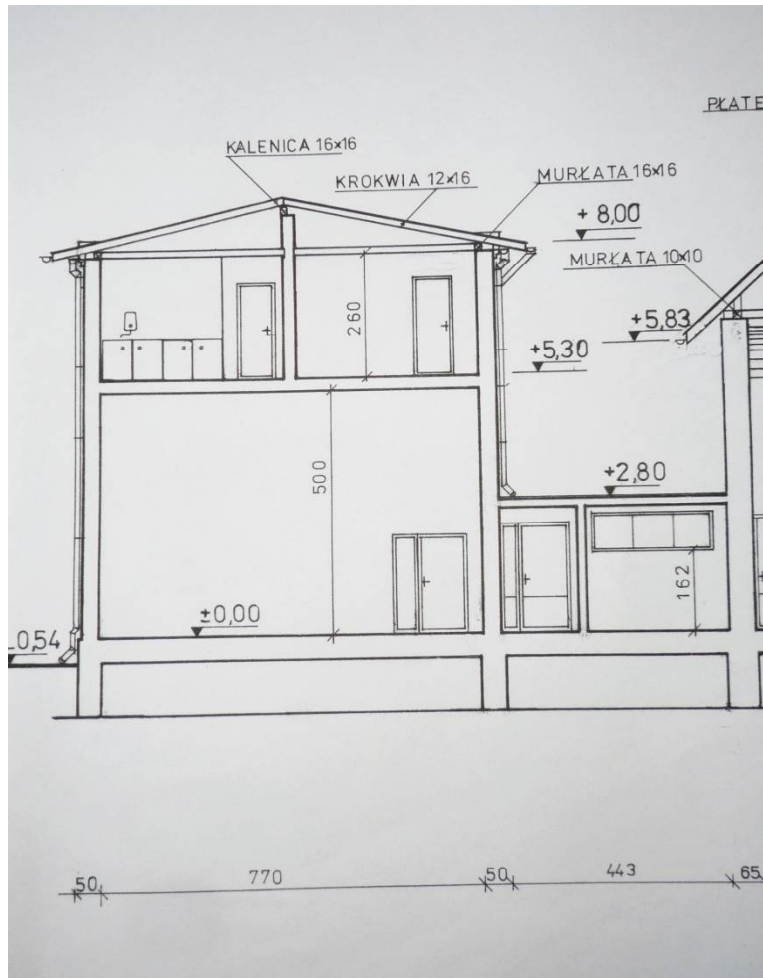 PŁATE
KALENICA 16x16
KROKWIA 12x16
MURŁATA 16x16
+ 8,00
MURŁATA 10x10
+5,83
+5,30
260
500
+2,80
162
±0,00
0,54
50
770
50
443
65